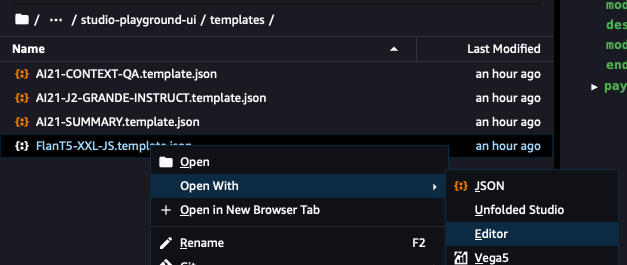 / ··· / studio-playground-ui / templates /
Name Last Modified
AI21-CONTEXT-QA.template.json an hour ago
AI21-J2-GRANDE-INSTRUCT.template.json an hour ago
AI21-SUMMARY.template.json an hour ago
FlanT5-XXL-JS.template.json an hour ago
Open
Open With
Open in New Browser Tab
Rename F2
Git
JSON
Unfolded Studio
Editor
Vega5
mod
des
mod
end
pay